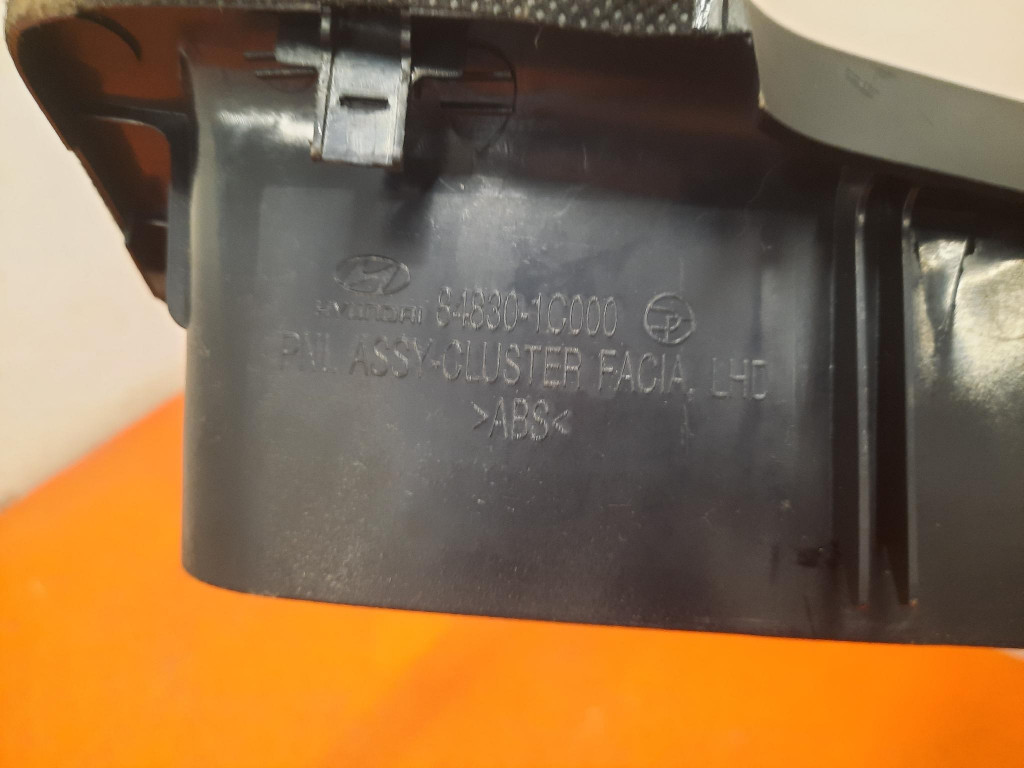 HYUNDAI 84830-1C000
PNL ASSY-CLUSTER FACIA, LHD
>ABS<